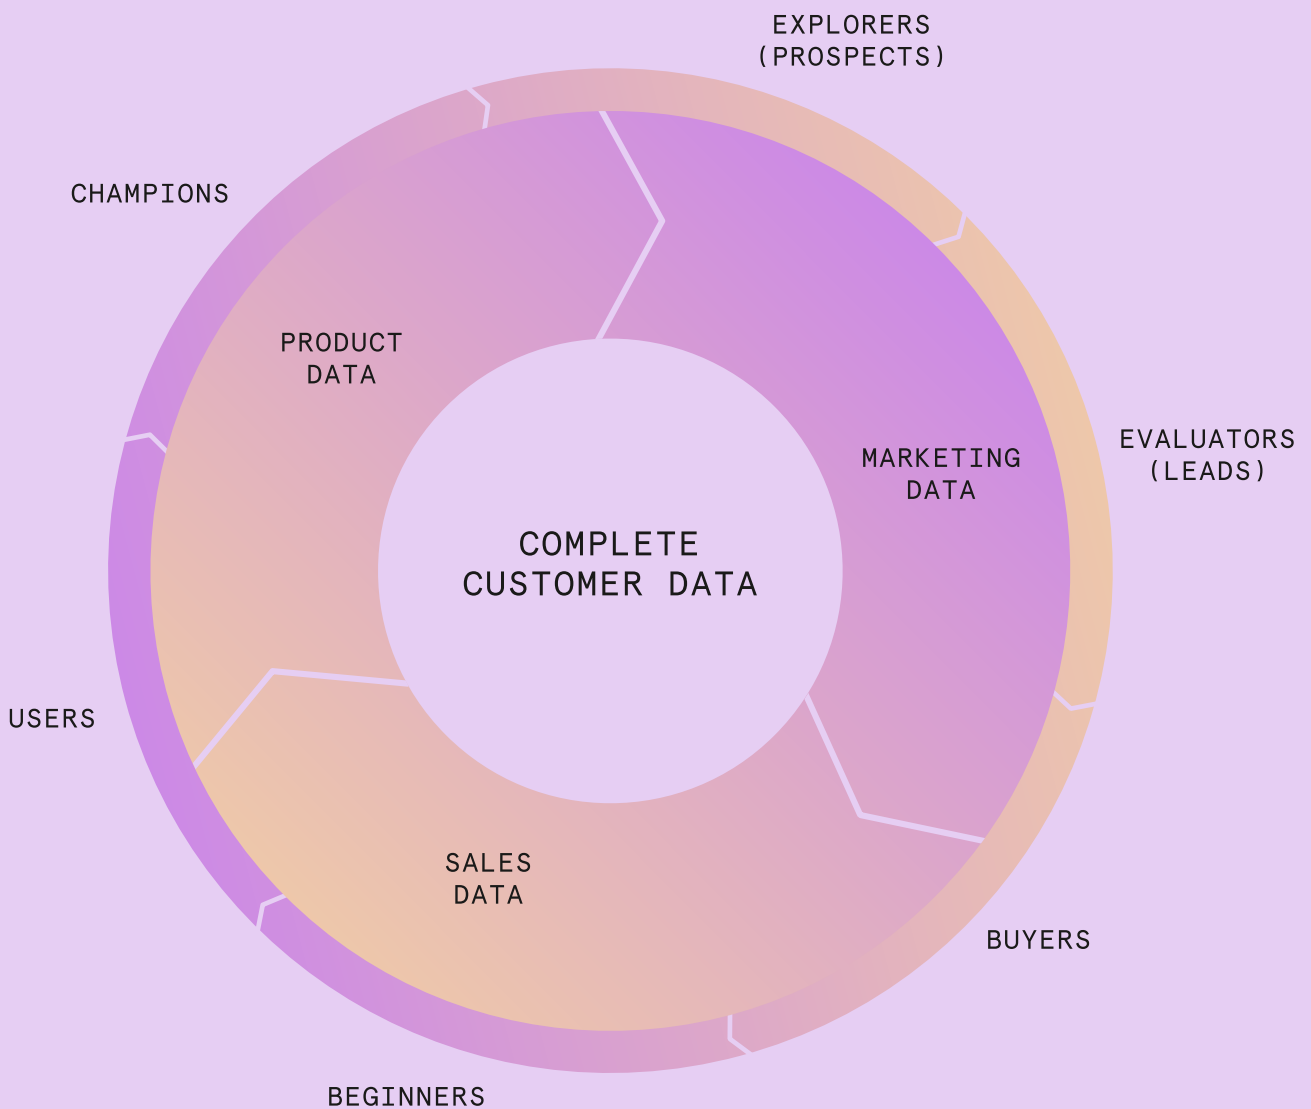 EXPLORERS
(PROSPECTS)
CHAMPIONS
PRODUCT
DATA
EVALUATORS
(LEADS)
MARKETING
DATA
COMPLETE
CUSTOMER DATA
USERS
SALES
DATA
BUYERS
BEGINNERS